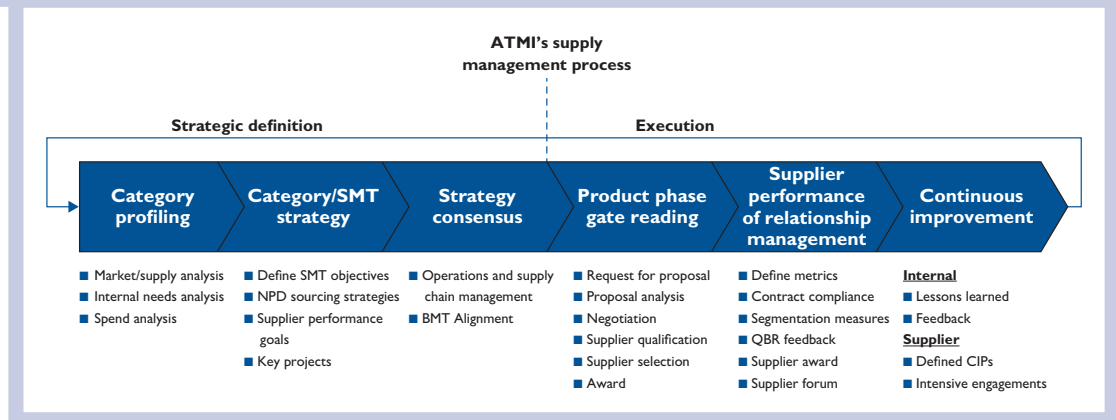 ATMI's supply
management process
Strategic definition
Execution
Category
profiling
Category/SMT
strategy
Strategy
consensus
Product phase
gate reading
Supplier
performance
of relationship
management
Continuous
improvement
■ Market/supply analysis
■ Internal needs analysis
■ Spend analysis
■ Define SMT objectives
■ NPD sourcing strategies
■ Supplier performance
goals
■ Key projects
■ Operations and supply
chain management
■ BMT Alignment
■ Request for proposal
■ Proposal analysis
■ Negotiation
■ Supplier qualification
■ Supplier selection
■ Award
■ Define metrics
■ Contract compliance
■ Segmentation measures
■ QBR feedback
■ Supplier award
■ Supplier forum
Internal
■ Lessons learned
■ Feedback
Supplier
■ Defined CIPs
■ Intensive engagements